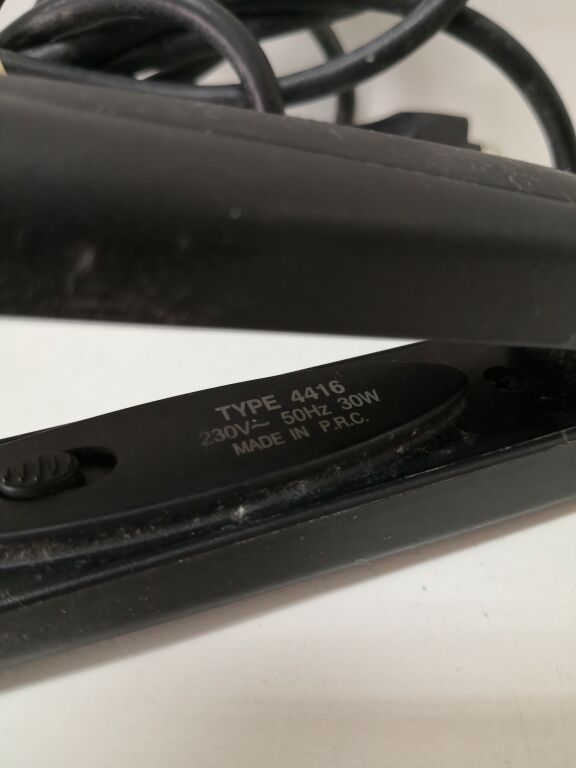 TYPE 4416
230V~ 50Hz 30W
MADE IN P.R.C.